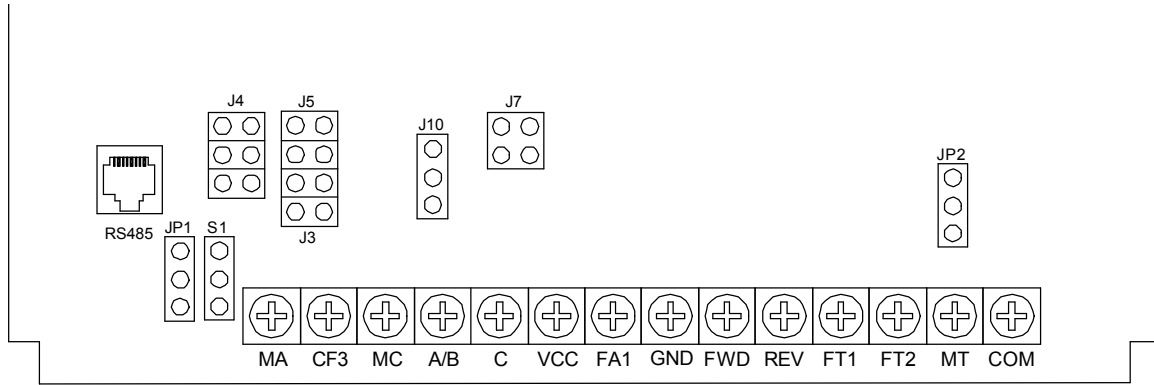 J4 J5 J7
J10
JP2
RS485 JP1 S1 J3
MA CF3 MC A/B C VCC FA1 GND FWD REV FT1 FT2 MT COM